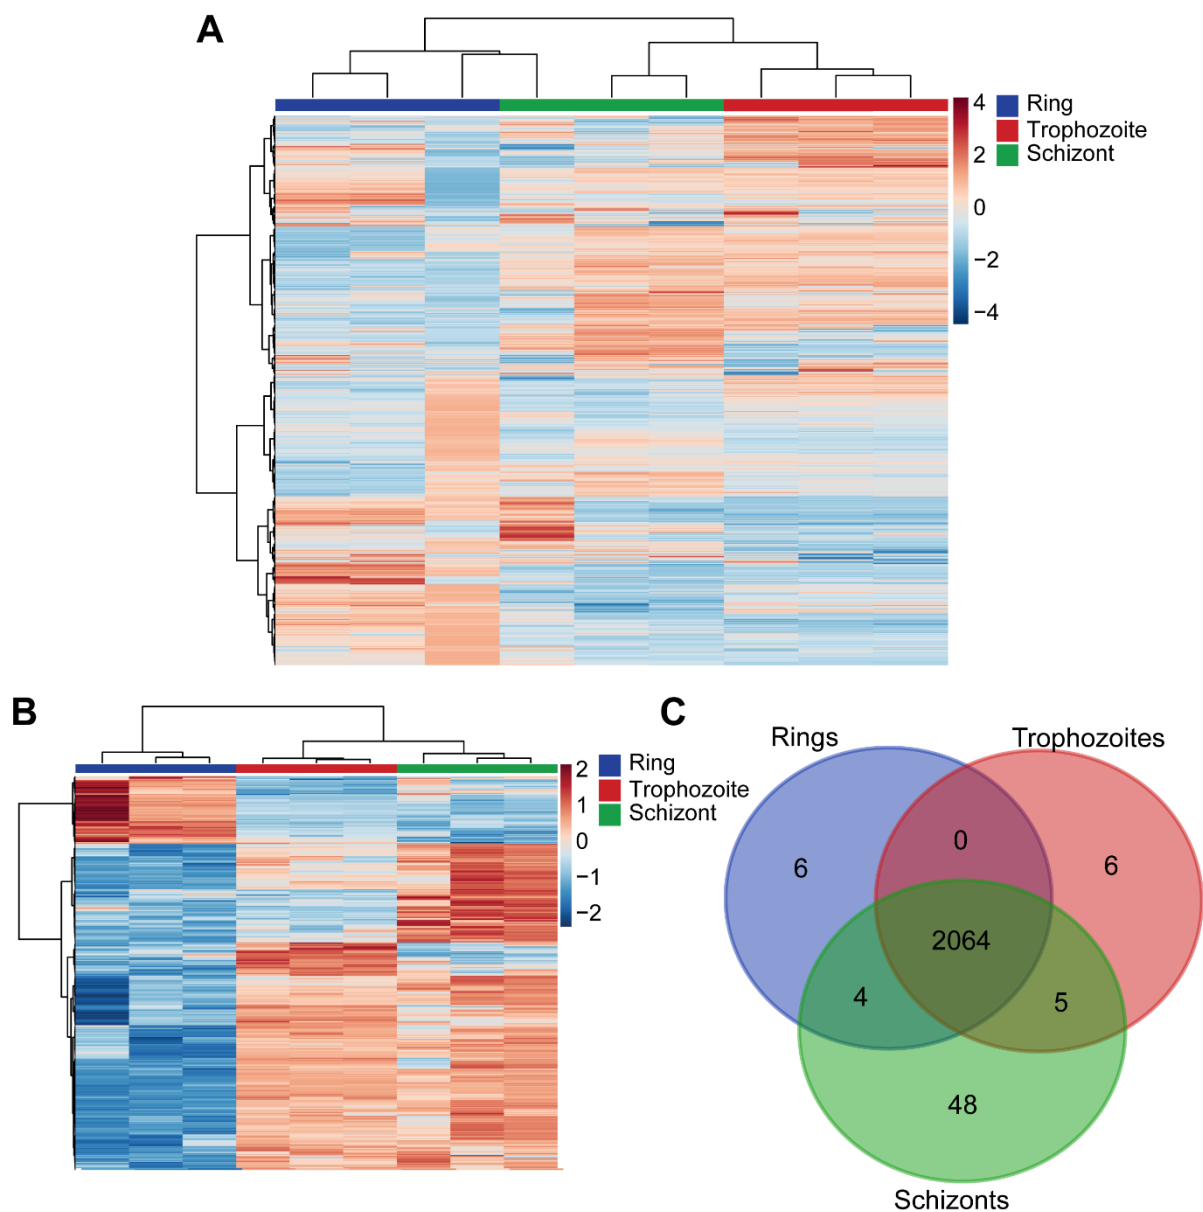 A
4
2
0
−2
−4
Ring
Trophozoite
Schizont
B
2
1
0
−1
−2
Ring
Trophozoite
Schizont
C
Rings
Trophozoites
6
0
6
2064
4
5
48
Schizonts